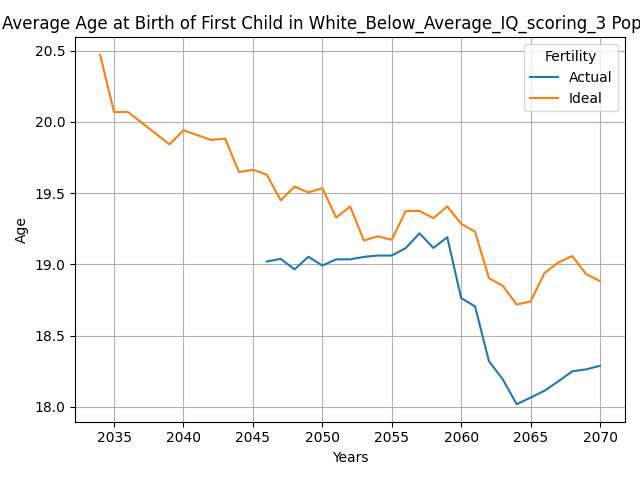 Average Age at Birth of First Child in White_Below_Average_IQ_scoring_3 Pop
Fertility
Actual
Ideal
20.5
20.0
19.5
19.0
18.5
18.0
Age
2035 2040 2045 2050 2055 2060 2065 2070
Years